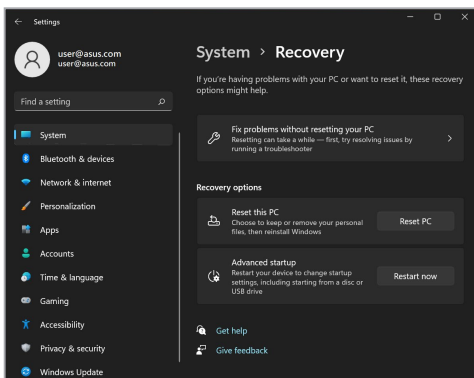 Settings
user@asus.com
user@asus.com
Find a setting
System
Bluetooth & devices
Network & internet
Personalization
Apps
Accounts
Time & language
Gaming
Accessibility
Privacy & security
Windows Update
System > Recovery
If you're having problems with your PC or want to reset it, these recovery
options might help.
Fix problems without resetting your PC
Resetting can take a while — first, try resolving issues by
running a troubleshooter
Recovery options
Reset this PC
Choose to keep or remove your personal
files, then reinstall Windows
Reset PC
Advanced startup
Restart your device to change startup
settings, including starting from a disc or
USB drive
Restart now
Get help
Give feedback